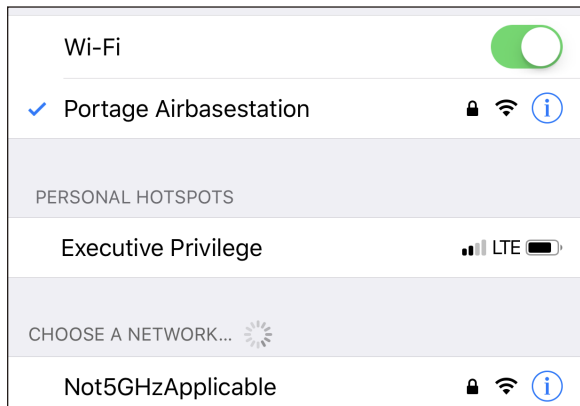 Wi-Fi
Portage Airbasestation
PERSONAL HOTSPOTS
Executive Privilege LTE
CHOOSE A NETWORK...
Not5GHzApplicable